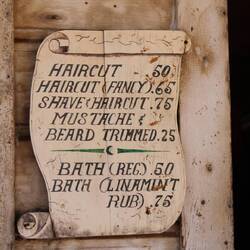 HAIRCUT .50
HAIRCUT (FANCY) .65
SHAVE & HAIRCUT .75
MUSTACHE &
BEARD TRIMMED .25
BATH (REG) .50
BATH (LINAMINT
RUB) .75